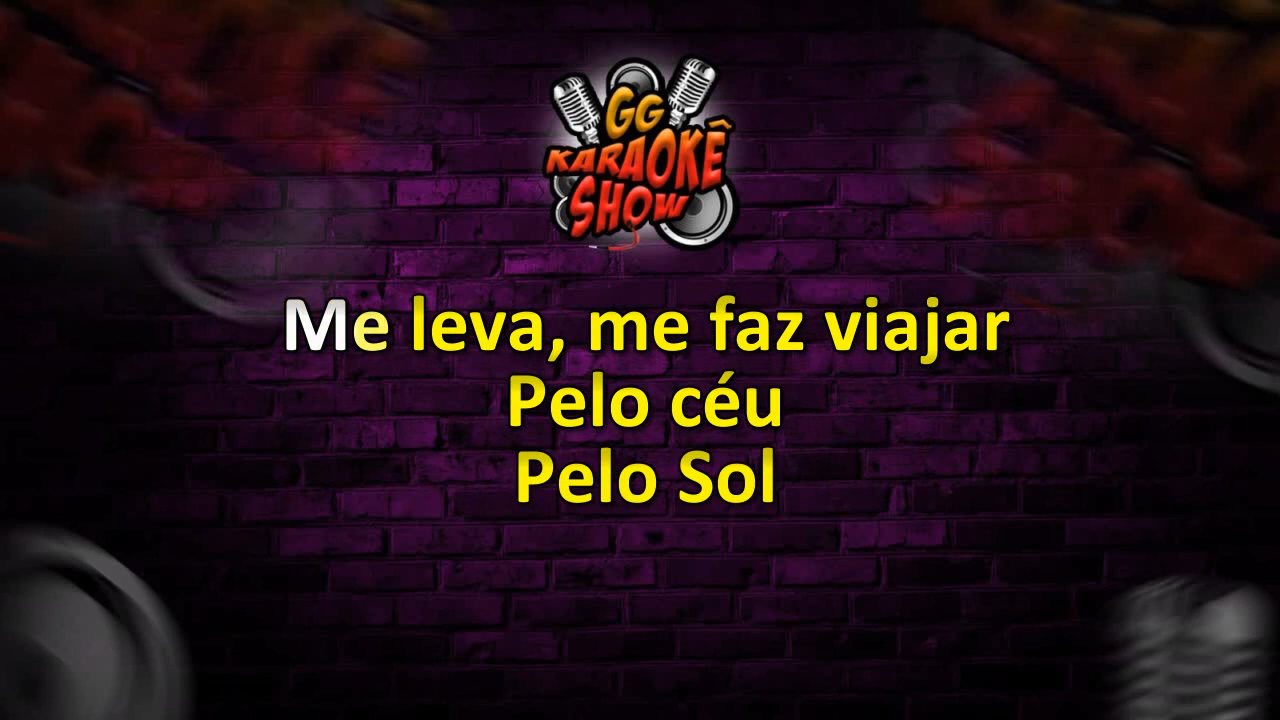 GG
KARAOKÊ
SHOW
Me leva, me faz viajar
Pelo céu
Pelo Sol